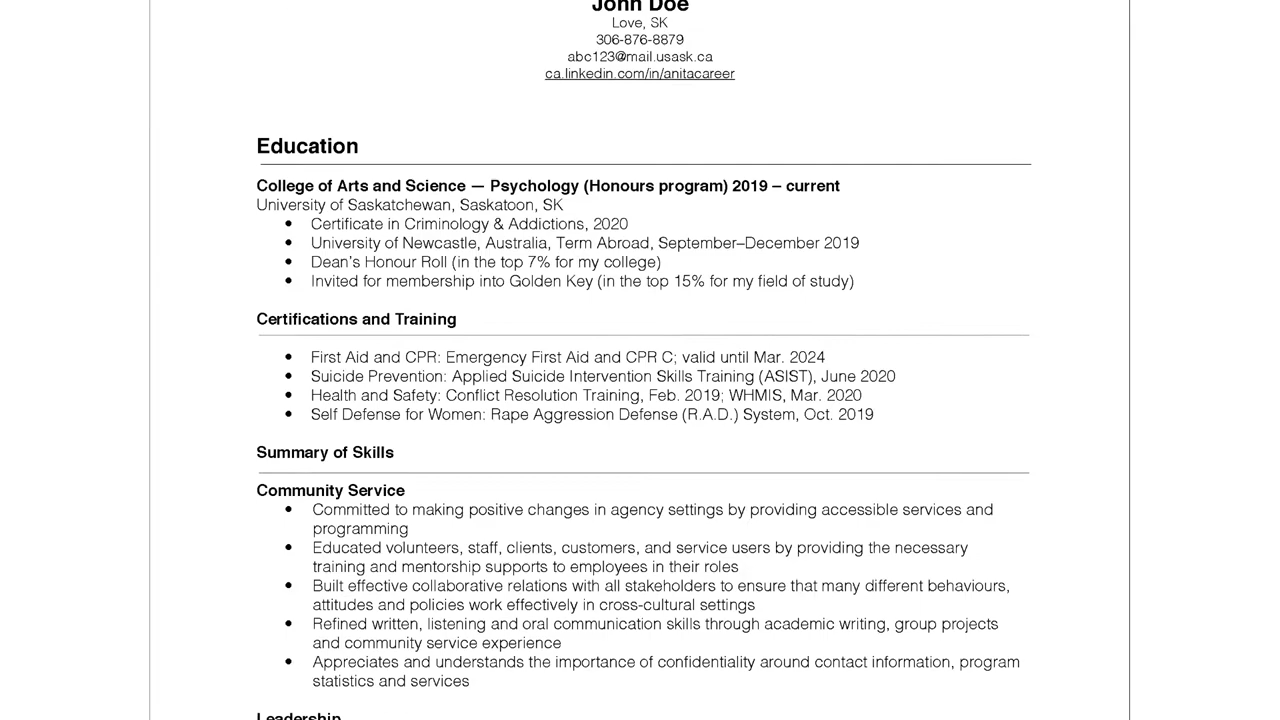 John Doe
Love, SK
306-876-8879
abc123@mail.usask.ca
ca.linkedin.com/in/anitacareer
Education
College of Arts and Science — Psychology (Honours program) 2019 – current
University of Saskatchewan, Saskatoon, SK
• Certificate in Criminology & Addictions, 2020
• University of Newcastle, Australia, Term Abroad, September–December 2019
• Dean's Honour Roll (in the top 7% for my college)
• Invited for membership into Golden Key (in the top 15% for my field of study)
Certifications and Training
• First Aid and CPR: Emergency First Aid and CPR C; valid until Mar. 2024
• Suicide Prevention: Applied Suicide Intervention Skills Training (ASIST), June 2020
• Health and Safety: Conflict Resolution Training, Feb. 2019; WHMIS, Mar. 2020
• Self Defense for Women: Rape Aggression Defense (R.A.D.) System, Oct. 2019
Summary of Skills
Community Service
• Committed to making positive changes in agency settings by providing accessible services and
programming
• Educated volunteers, staff, clients, customers, and service users by providing the necessary
training and mentorship supports to employees in their roles
• Built effective collaborative relations with all stakeholders to ensure that many different behaviours,
attitudes and policies work effectively in cross-cultural settings
• Refined written, listening and oral communication skills through academic writing, group projects
and community service experience
• Appreciates and understands the importance of confidentiality around contact information, program
statistics and services
Leadership